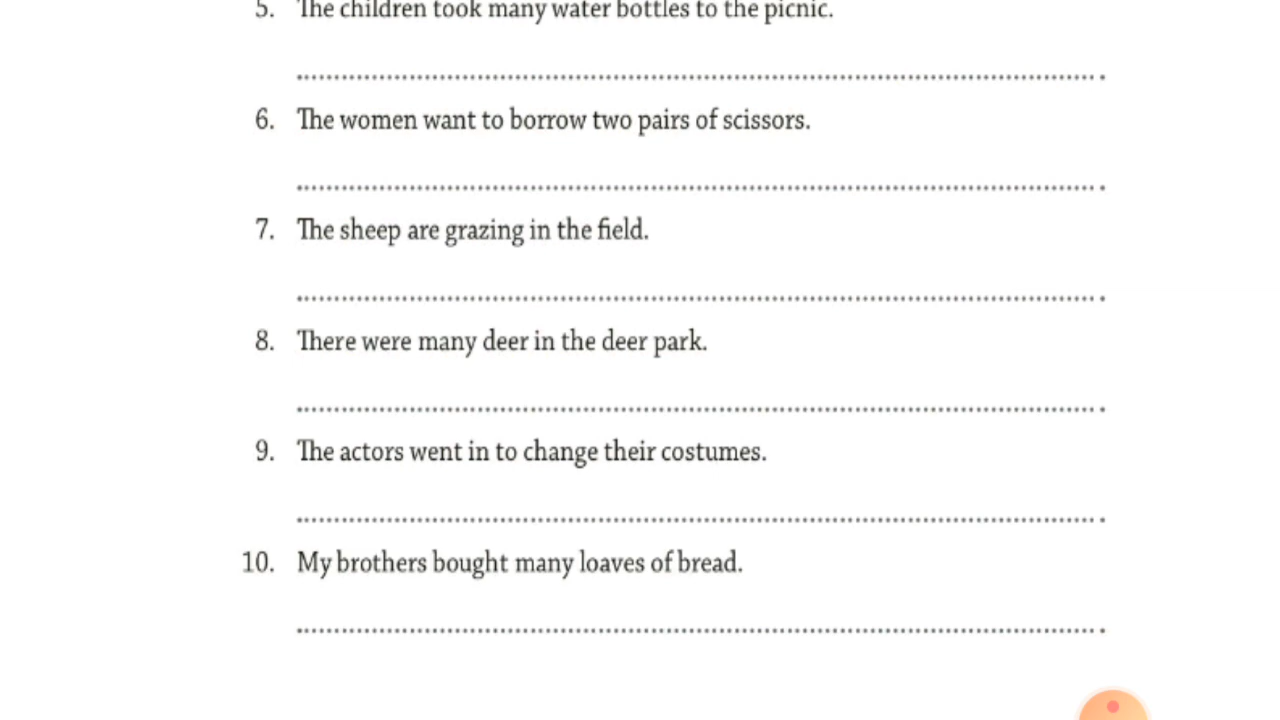 5. The children took many water bottles to the picnic.
6. The women want to borrow two pairs of scissors.
7. The sheep are grazing in the field.
8. There were many deer in the deer park.
9. The actors went in to change their costumes.
10. My brothers bought many loaves of bread.